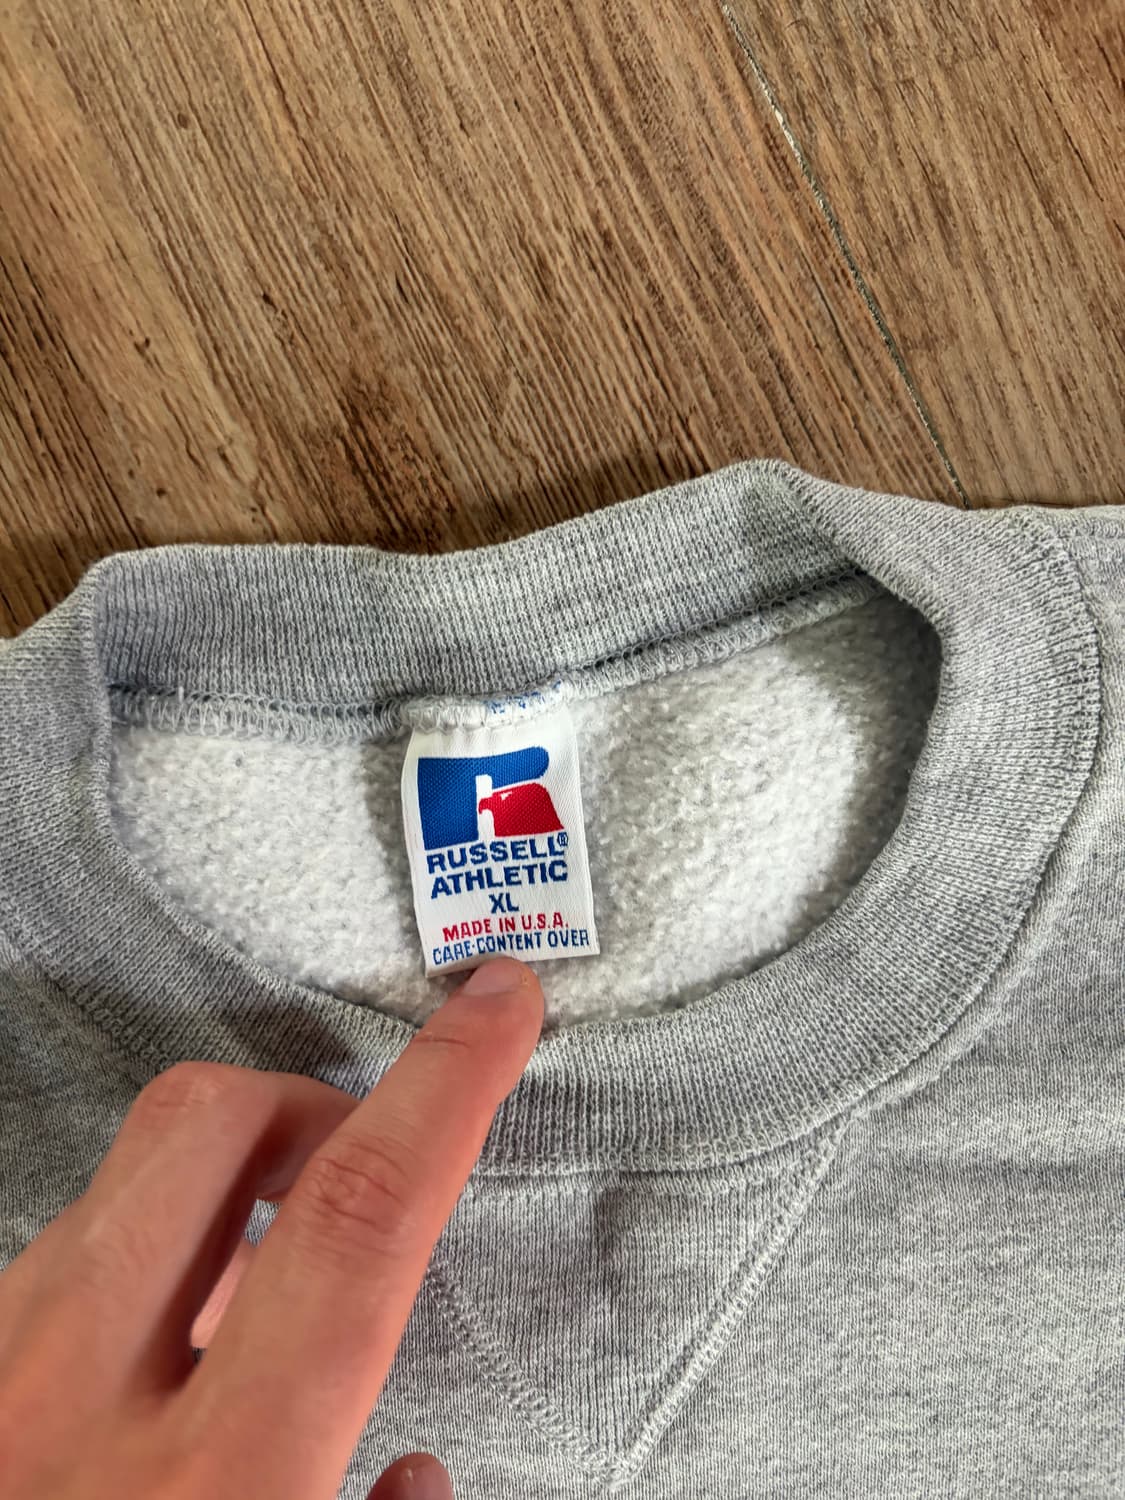 RUSSELL®
ATHLETIC
XL
MADE IN U.S.A.
CARE-CONTENT OVER